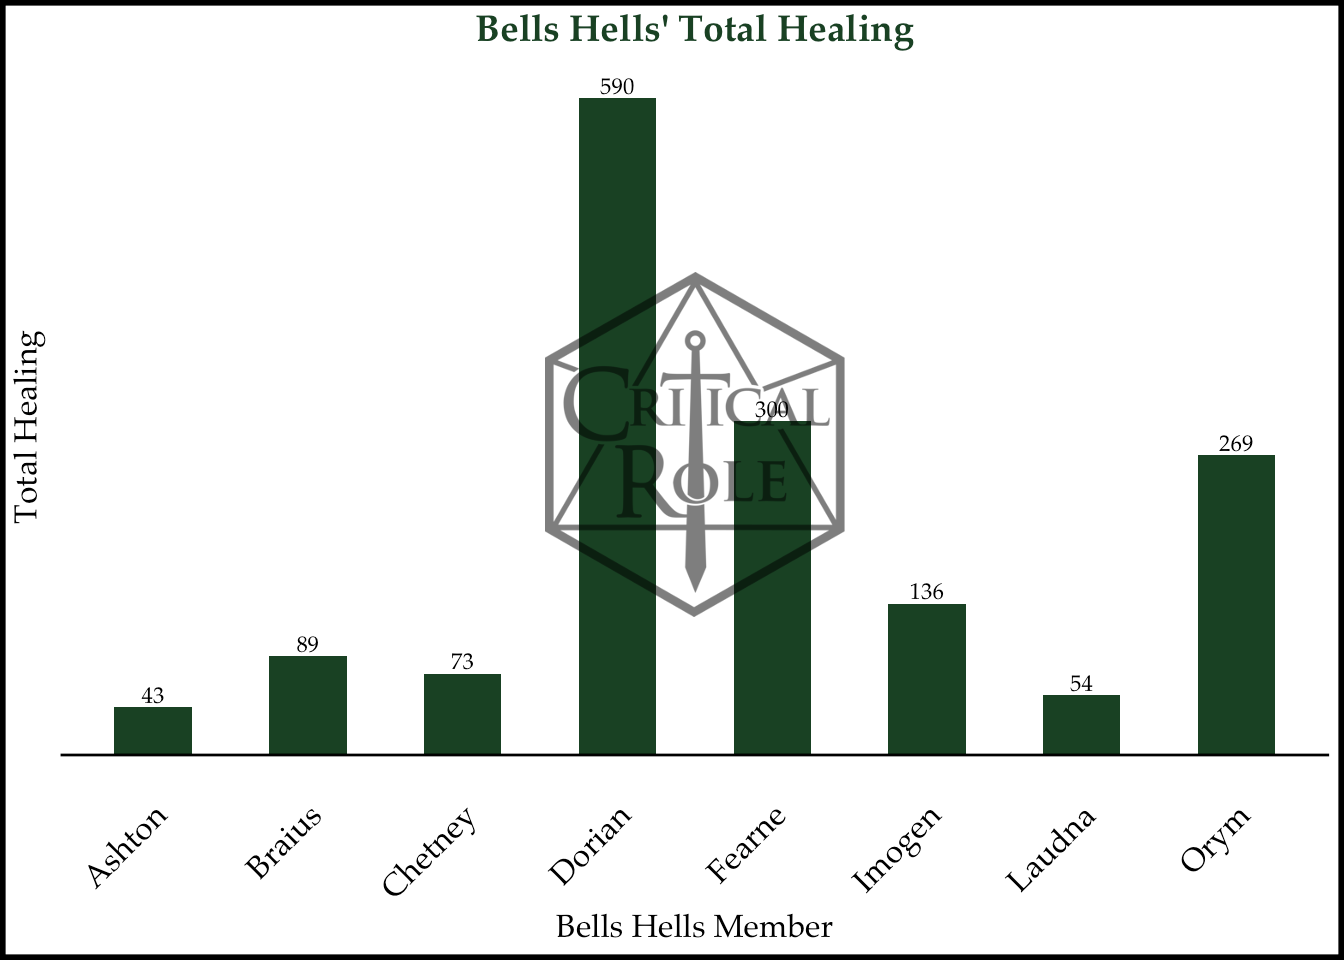 Bells Hells' Total Healing
590
CRITICAL
300
ROLE
269
136
89
73
54
43
Total Healing
Ashton
Braius
Chetney
Dorian
Fearne
Imogen
Laudna
Orym
Bells Hells Member